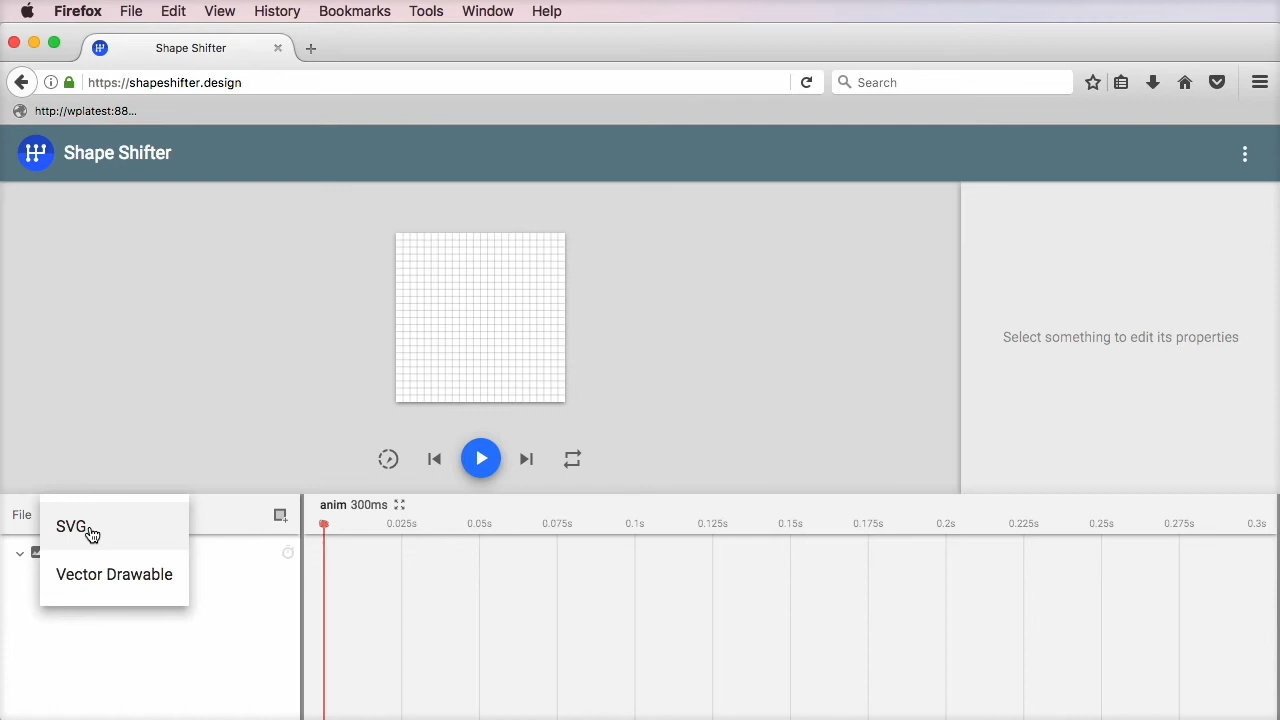 Firefox File Edit View History Bookmarks Tools Window Help
Shape Shifter
https://shapeshifter.design
Search
http://wplatest:88...
Shape Shifter
Select something to edit its properties
File
SVG
Vector Drawable
anim 300ms
0s 0.025s 0.05s 0.075s 0.1s 0.125s 0.15s 0.175s 0.2s 0.225s 0.25s 0.275s 0.3s